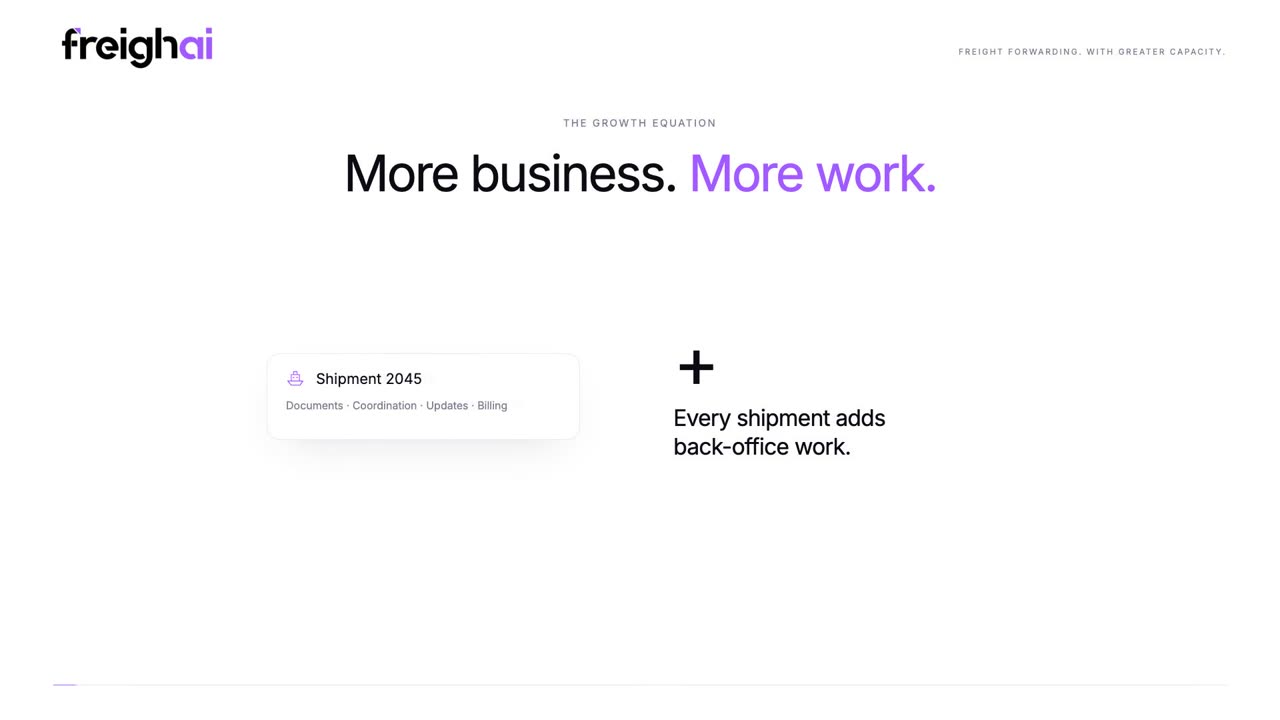 freighai
FREIGHT FORWARDING. WITH GREATER CAPACITY.
THE GROWTH EQUATION
More business. More work.
Shipment 2045
Documents · Coordination · Updates · Billing
+
Every shipment adds
back-office work.